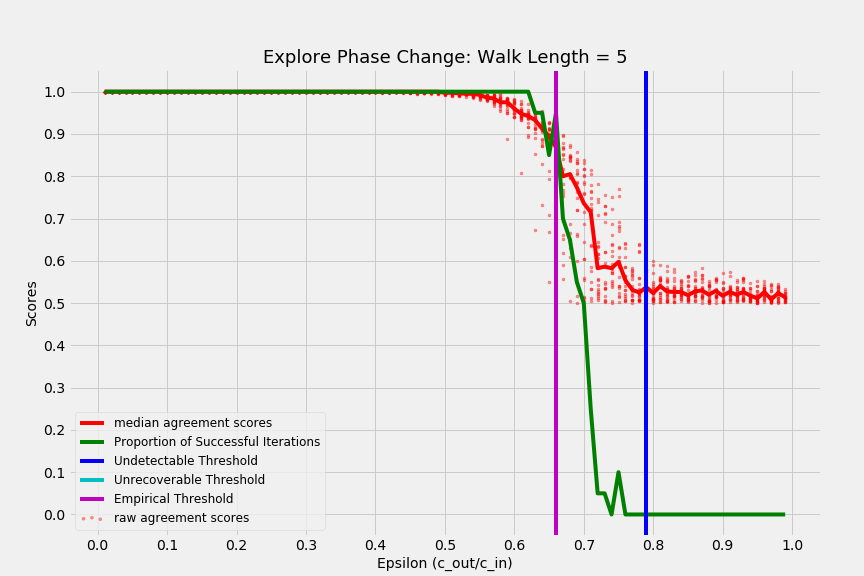 Explore Phase Change: Walk Length = 5
Scores
1.0
0.9
0.8
0.7
0.6
0.5
0.4
0.3
0.2
0.1
0.0
median agreement scores
Proportion of Successful Iterations
Undetectable Threshold
Unrecoverable Threshold
Empirical Threshold
raw agreement scores
0.0 0.1 0.2 0.3 0.4 0.5 0.6 0.7 0.8 0.9 1.0
Epsilon (c_out/c_in)